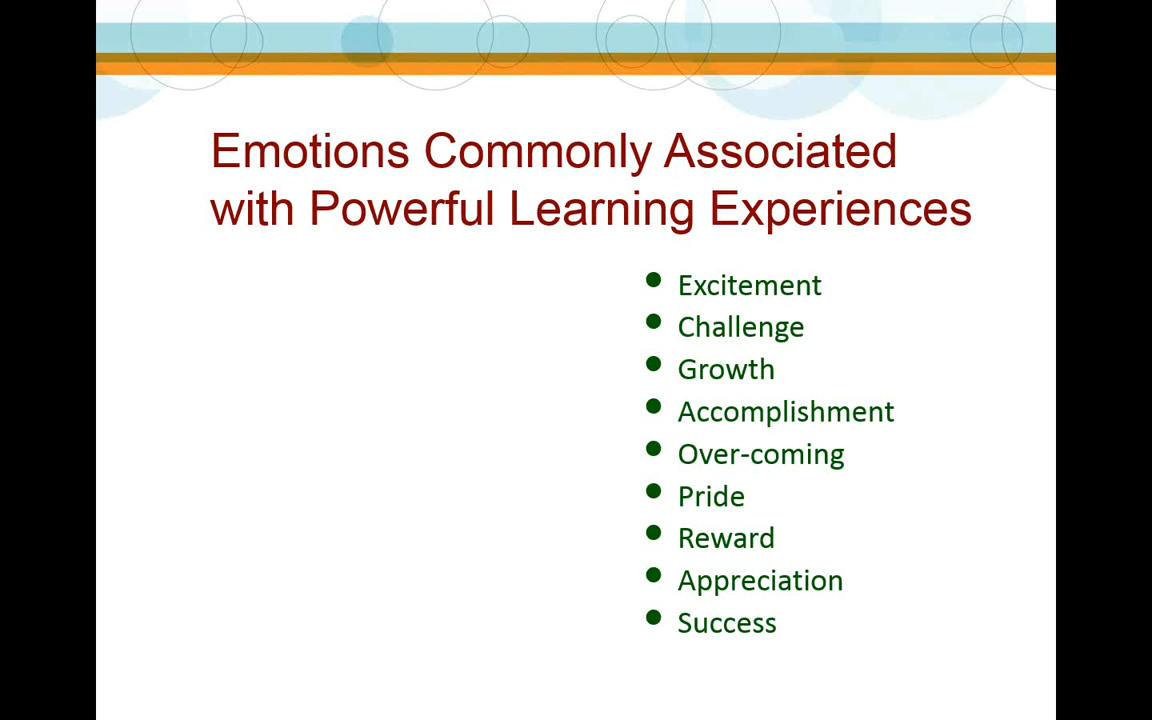 Emotions Commonly Associated
with Powerful Learning Experiences
• Excitement
• Challenge
• Growth
• Accomplishment
• Over-coming
• Pride
• Reward
• Appreciation
• Success